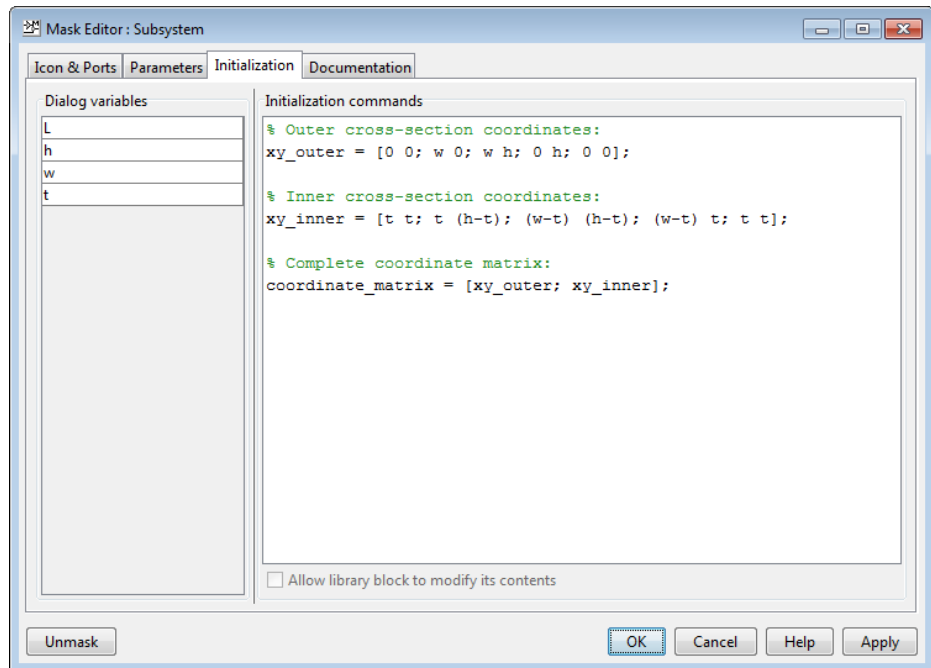 Mask Editor : Subsystem
Icon & Ports Parameters Initialization Documentation
Dialog variables
L
h
w
t
Initialization commands
% Outer cross-section coordinates:
xy_outer = [0 0; w 0; w h; 0 h; 0 0];
% Inner cross-section coordinates:
xy_inner = [t t; t (h-t); (w-t) (h-t); (w-t) t; t t];
% Complete coordinate matrix:
coordinate_matrix = [xy_outer; xy_inner];
Allow library block to modify its contents
Unmask OK Cancel Help Apply